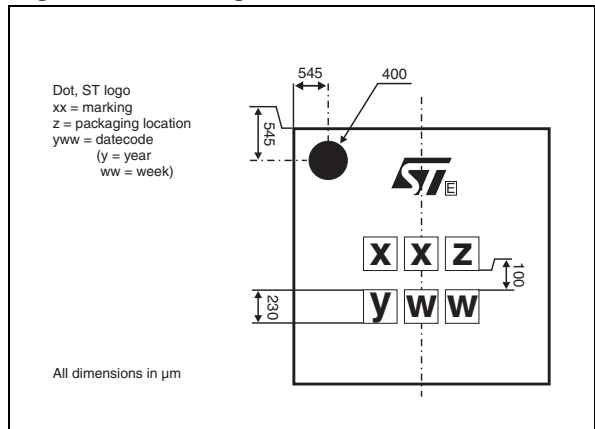 Dot, ST logo
xx = marking
z = packaging location
yww = datecode
(y = year
ww = week)
545
400
545
ST
E
x x z
100
y w w
230
All dimensions in µm